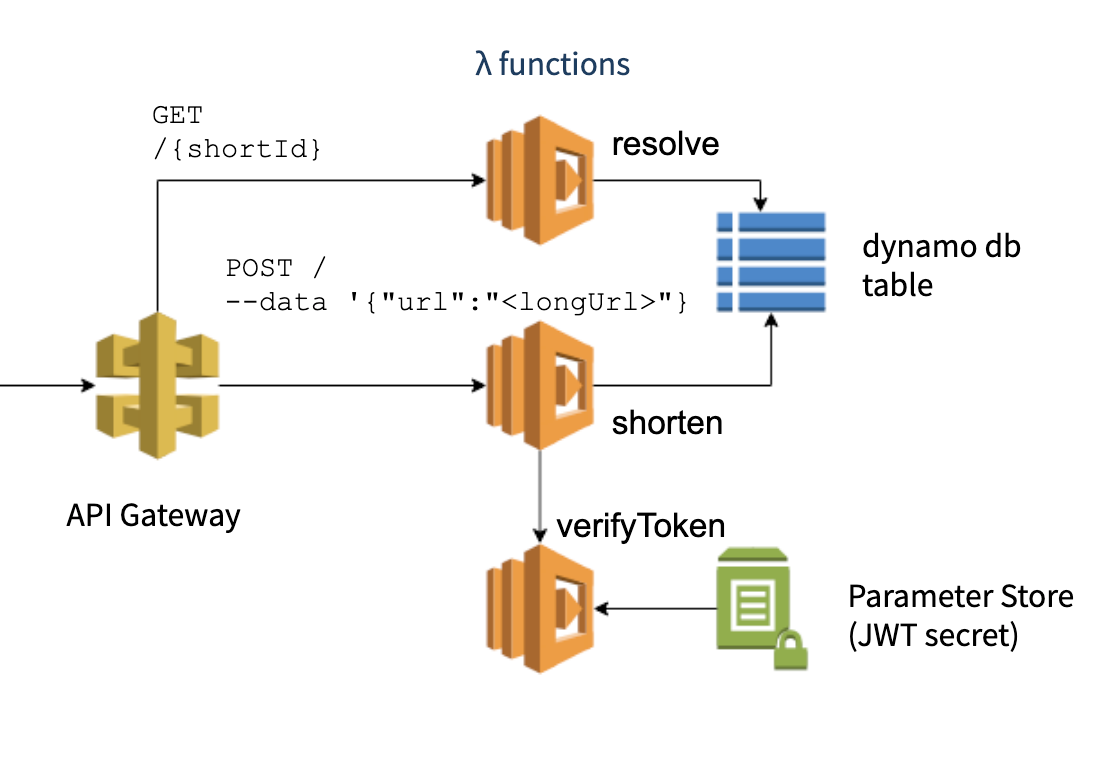 λ functions
GET
/{shortId}
resolve
POST /
--data '{"url":"<longUrl>"}
dynamo db
table
shorten
API Gateway
verifyToken
Parameter Store
(JWT secret)